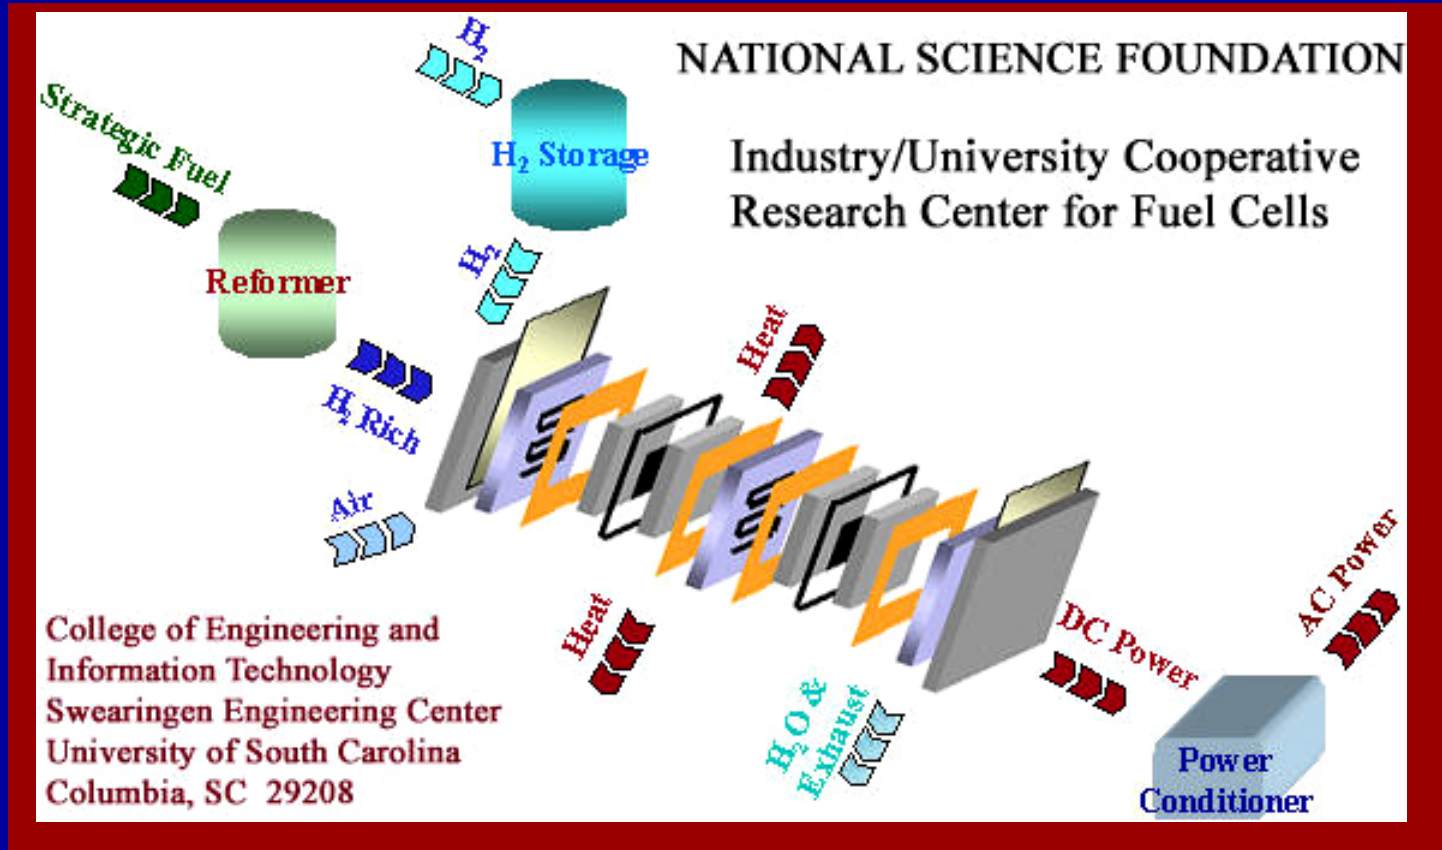 NATIONAL SCIENCE FOUNDATION
Industry/University Cooperative
Research Center for Fuel Cells
H₂
Strategic Fuel
H₂ Storage
Reformer
H₂
H₂ Rich
Air
Heat
Heat
H₂O &
Exhaust
DC Power
AC Power
Power
Conditioner
College of Engineering and
Information Technology
Swearingen Engineering Center
University of South Carolina
Columbia, SC 29208